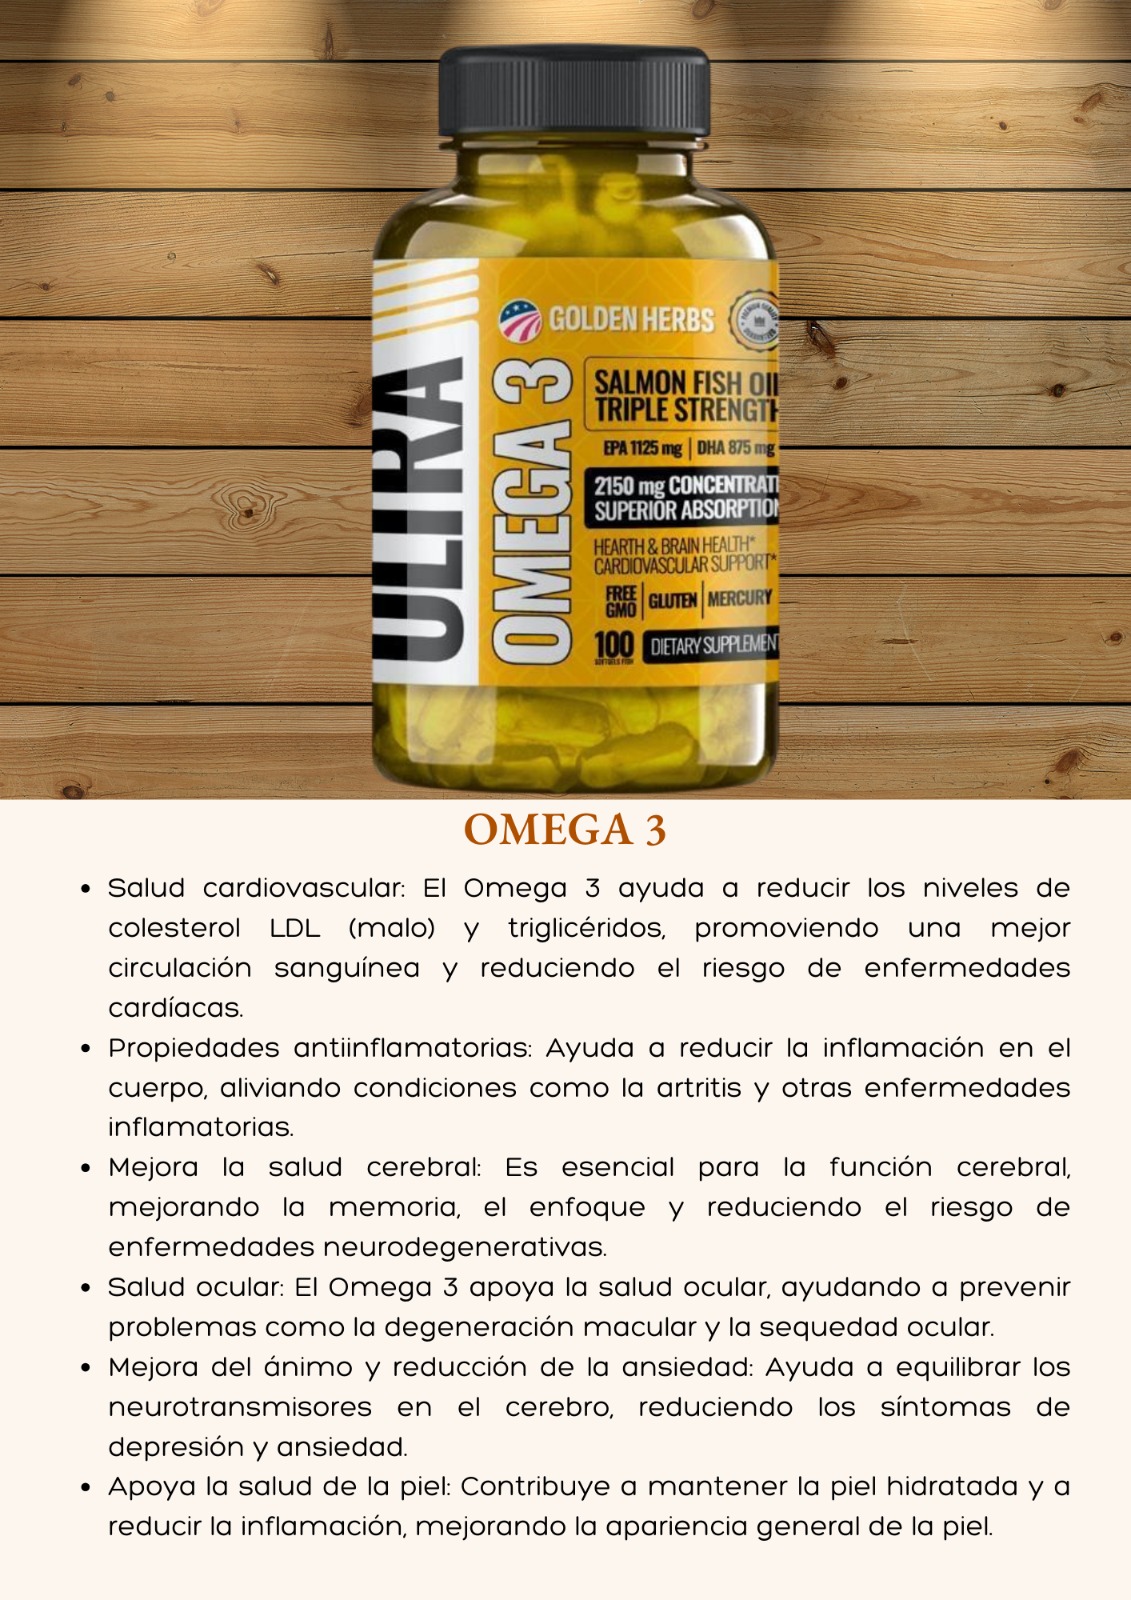 GOLDEN HERBS
ULTRA
OMEGA 3
SALMON FISH OIL
TRIPLE STRENGTH
EPA 1125 mg | DHA 875 mg
2150 mg CONCENTRAT
SUPERIOR ABSORPTION
HEARTH & BRAIN HEALTH*
CARDIOVASCULAR SUPPORT*
FREE
GMO | GLUTEN | MERCURY
100 DIETARY SUPPLEMENT
SOFTGELS FISH
OMEGA 3
• Salud cardiovascular: El Omega 3 ayuda a reducir los niveles de
colesterol LDL (malo) y triglicéridos, promoviendo una mejor
circulación sanguínea y reduciendo el riesgo de enfermedades
cardíacas.
• Propiedades antiinflamatorias: Ayuda a reducir la inflamación en el
cuerpo, aliviando condiciones como la artritis y otras enfermedades
inflamatorias.
• Mejora la salud cerebral: Es esencial para la función cerebral,
mejorando la memoria, el enfoque y reduciendo el riesgo de
enfermedades neurodegenerativas.
• Salud ocular: El Omega 3 apoya la salud ocular, ayudando a prevenir
problemas como la degeneración macular y la sequedad ocular.
• Mejora del ánimo y reducción de la ansiedad: Ayuda a equilibrar los
neurotransmisores en el cerebro, reduciendo los síntomas de
depresión y ansiedad.
• Apoya la salud de la piel: Contribuye a mantener la piel hidratada y a
reducir la inflamación, mejorando la apariencia general de la piel.